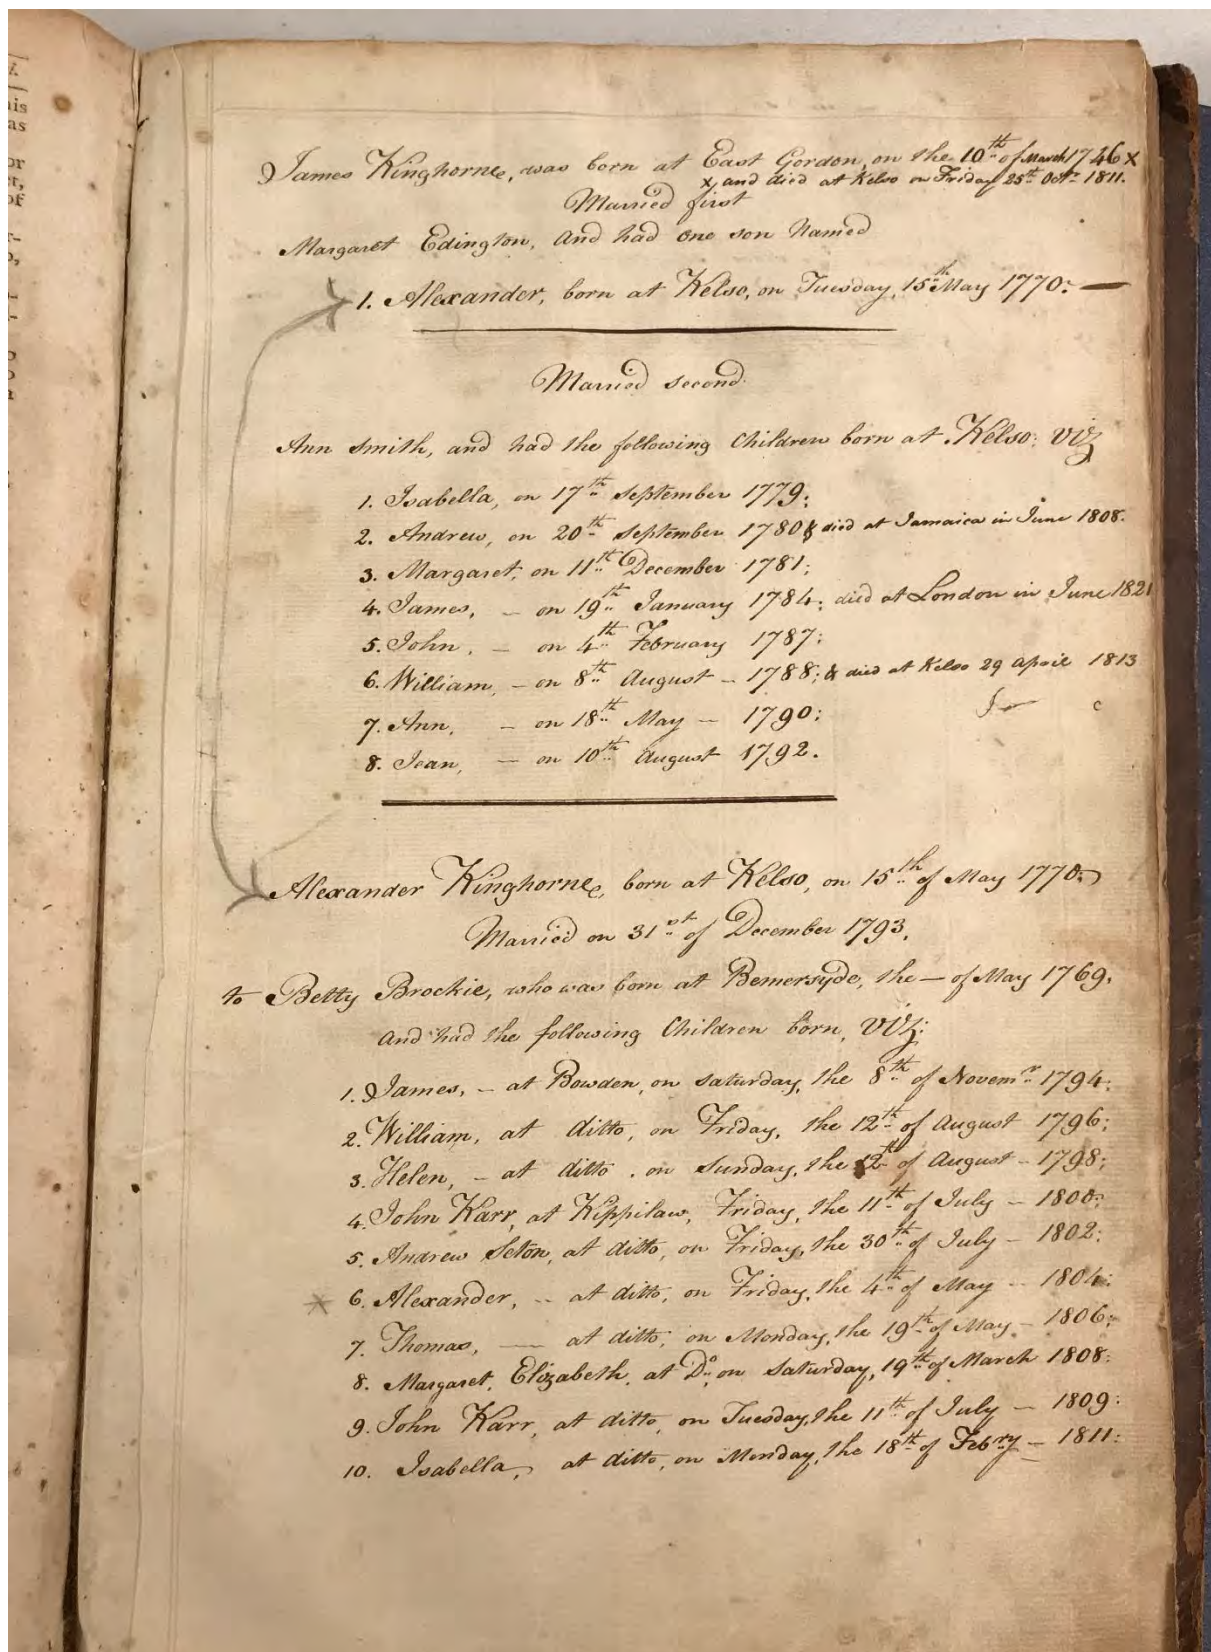 James Kinghorne, was born at East Gordon, on the 10th of March 1746 x
x, and died at Kelso on Friday 25th Octr 1811.
Married first
Margaret Edington, and had one son Named
1. Alexander, born at Kelso, on Tuesday, 15th May 1770: —
Married second
Ann Smith, and had the following Children born at Kelso: Viz
1. Isabella, on 17th September 1779;
2. Andrew, on 20th September 1780 & died at Jamaica in June 1808.
3. Margaret, on 11th December 1781;
4. James, – on 19th January 1784; died at London in June 1821
5. John, – on 4th February 1787;
6. William, – on 8th August – 1788; & died at Kelso 29 April 1813
7. Ann, – on 18th May – 1790;
8. Jean, – on 10th August 1792.
Alexander Kinghorne, born at Kelso, on 15th of May 1770:
Married on 31st of December 1793,
to Betty Brockie, who was born at Bemersyde, the – of May 1769,
and had the following Children born, Viz:
1. James, – at Bowden, on Saturday, the 8th of Novemr 1794;
2. William, at ditto, on Friday, the 12th of August 1796;
3. Helen, – at ditto, on Sunday, the 12th of August – 1798;
4. John Karr, at Kippilaw, Friday, the 11th of July – 1800;
5. Andrew Seton, at ditto, on Friday, the 30th of July – 1802;
6. Alexander, – at ditto, on Friday, the 4th of May – 1804;
7. Thomas, — at ditto, on Monday, the 19th of May – 1806;
8. Margaret, Elizabeth, at Do, on Saturday, 19th of March 1808;
9. John Karr, at ditto, on Tuesday, the 11th of July – 1809;
10. Isabella, at ditto, on Monday, the 18th of Febry – 1811: